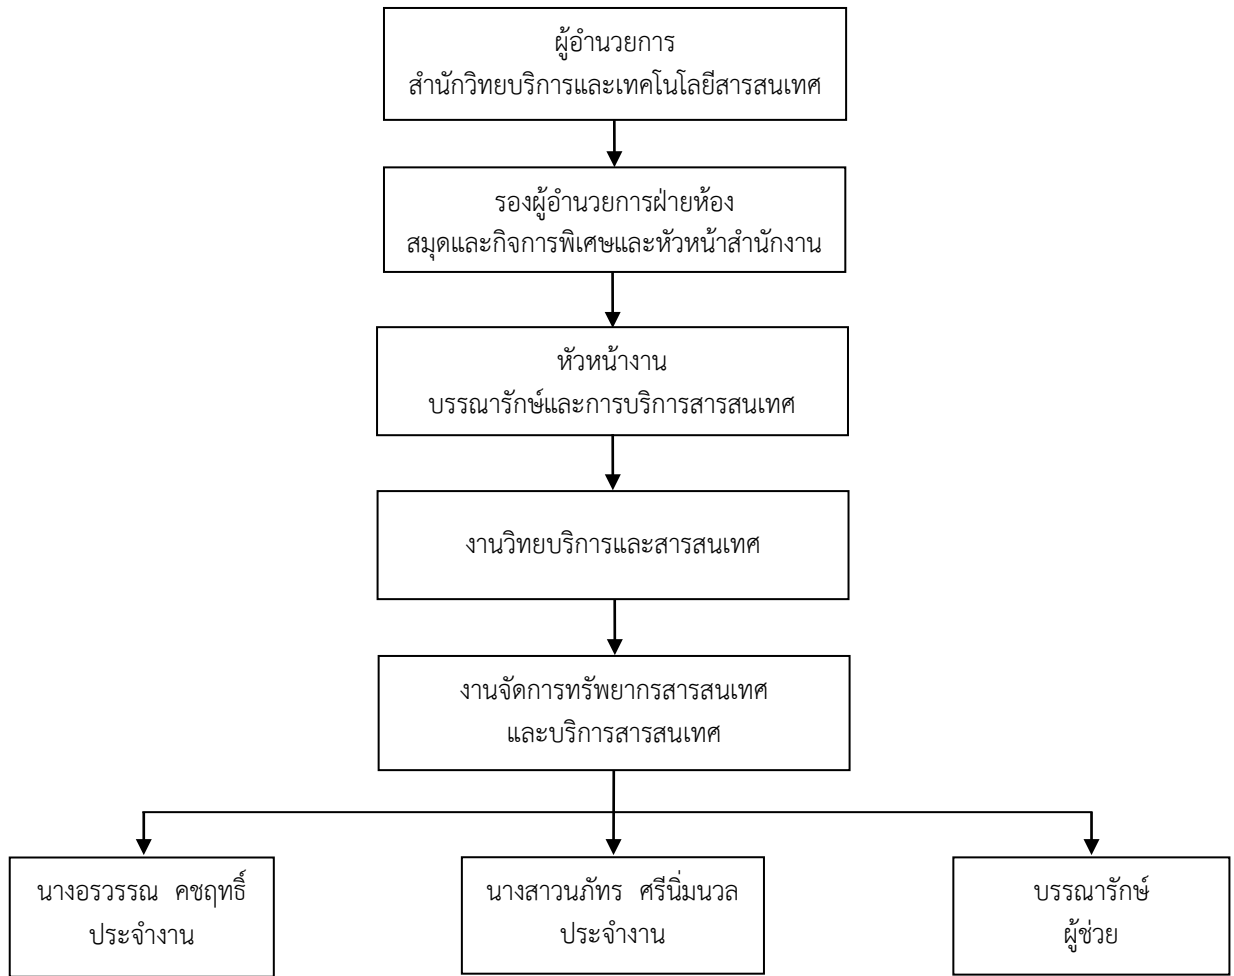 ผู้อำนวยการ
สำนักวิทยบริการและเทคโนโลยีสารสนเทศ
รองผู้อำนวยการฝ่ายห้อง
สมุดและกิจการพิเศษและหัวหน้าสำนักงาน
หัวหน้างาน
บรรณารักษ์และการบริการสารสนเทศ
งานวิทยบริการและสารสนเทศ
งานจัดการทรัพยากรสารสนเทศ
และบริการสารสนเทศ
นางอรวรรณ คชฤทธิ์
ประจำงาน
นางสาวนภัทร ศรีนิ่มนวล
ประจำงาน
บรรณารักษ์
ผู้ช่วย